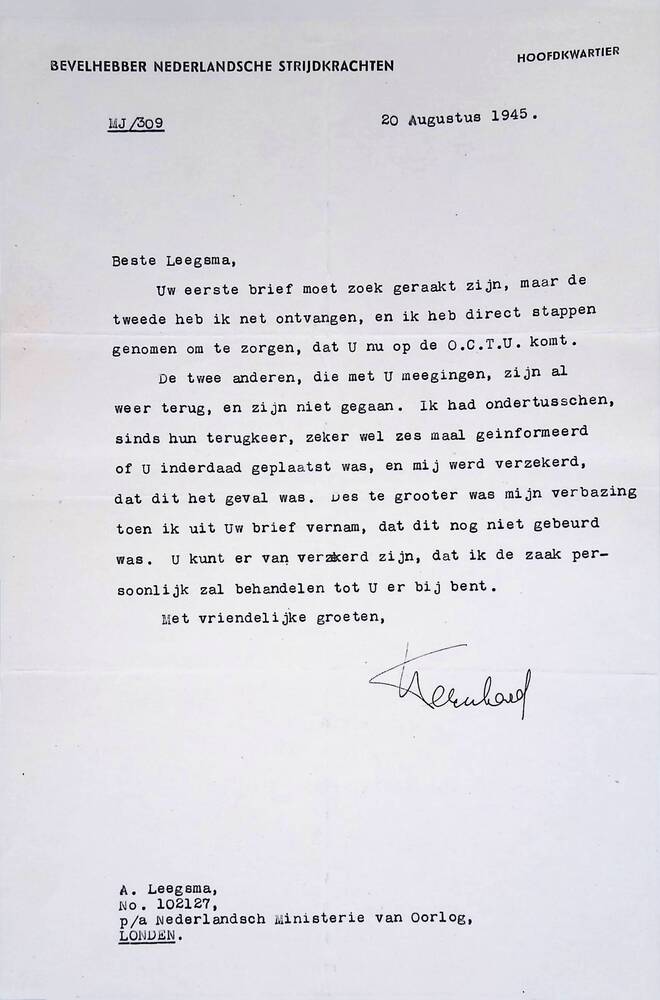 BEVELHEBBER NEDERLANDSCHE STRIJDKRACHTEN
HOOFDKWARTIER
MJ/309
20 Augustus 1945.
Beste Leegsma,
Uw eerste brief moet zoek geraakt zijn, maar de
tweede heb ik net ontvangen, en ik heb direct stappen
genomen om te zorgen, dat U nu op de O.C.T.U. komt.
De twee anderen, die met U meegingen, zijn al
weer terug, en zijn niet gegaan. Ik had ondertusschen,
sinds hun terugkeer, zeker wel zes maal geinformeerd
of U inderdaad geplaatst was, en mij werd verzekerd,
dat dit het geval was. Des te grooter was mijn verbazing
toen ik uit Uw brief vernam, dat dit nog niet gebeurd
was. U kunt er van verzekerd zijn, dat ik de zaak per-
soonlijk zal behandelen tot U er bij bent.
Met vriendelijke groeten,
Bernhard
A. Leegsma,
No. 102127,
p/a Nederlandsch Ministerie van Oorlog,
LONDEN.